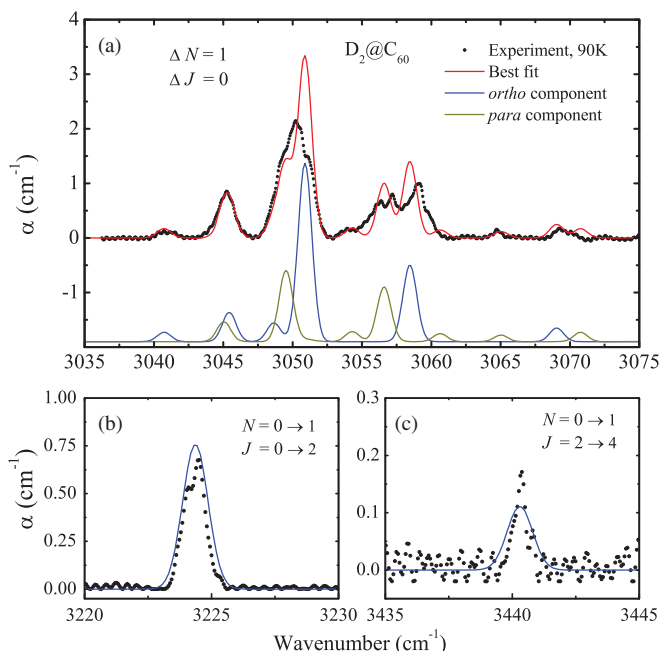 (a)
Δ N = 1
Δ J = 0
D₂@C₆₀
Experiment, 90K
Best fit
ortho component
para component
α (cm⁻¹)
4
3
2
1
0
-1
3035 3040 3045 3050 3055 3060 3065 3070 3075
(b)
N = 0 → 1
J = 0 → 2
α (cm⁻¹)
1.00
0.75
0.50
0.25
0.00
3220 3225 3230
(c)
N = 0 → 1
J = 2 → 4
0.3
0.2
0.1
0.0
3435 3440 3445
Wavenumber (cm⁻¹)